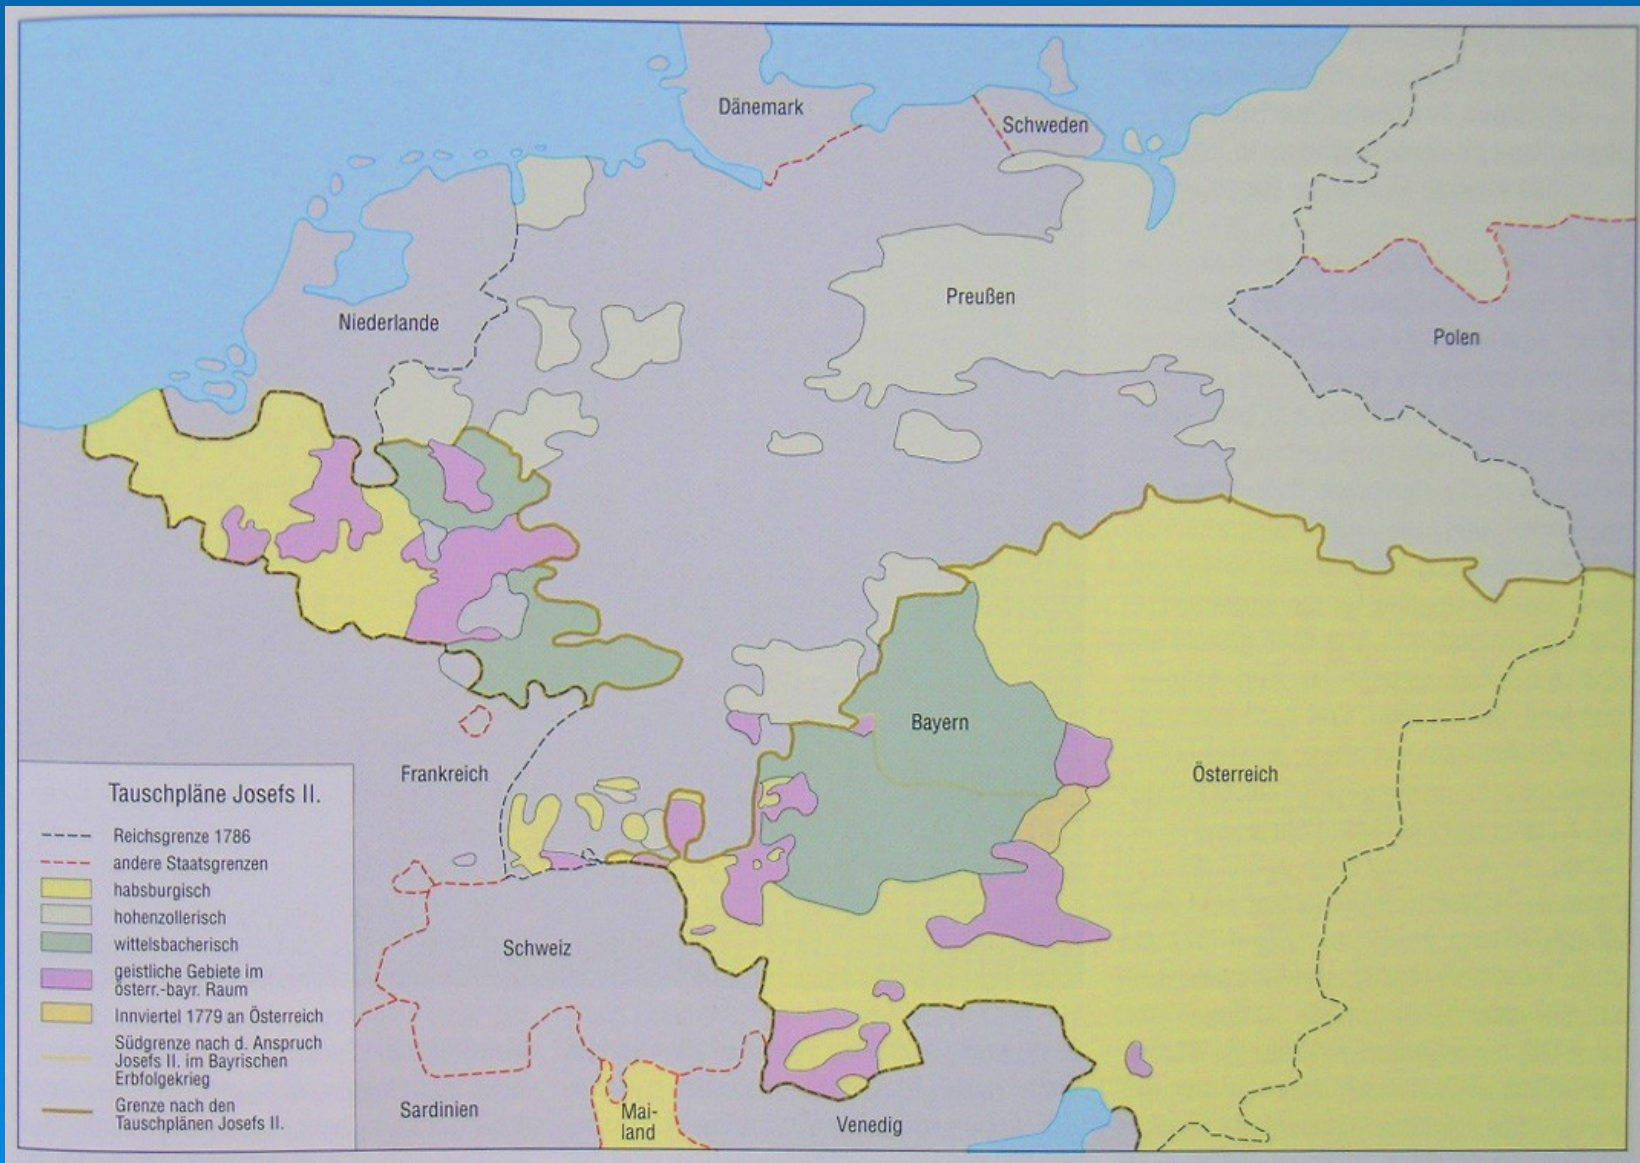 Dänemark
Schweden
Preußen
Niederlande
Polen
Bayern
Frankreich
Österreich
Tauschpläne Josefs II.
Reichsgrenze 1786
andere Staatsgrenzen
habsburgisch
hohenzollerisch
wittelsbacherisch
geistliche Gebiete im
österr.-bayr. Raum
Innviertel 1779 an Österreich
Südgrenze nach d. Anspruch
Josefs II. im Bayrischen
Erbfolgekrieg
Grenze nach den
Tauschplänen Josefs II.
Schweiz
Sardinien
Mai-
land
Venedig